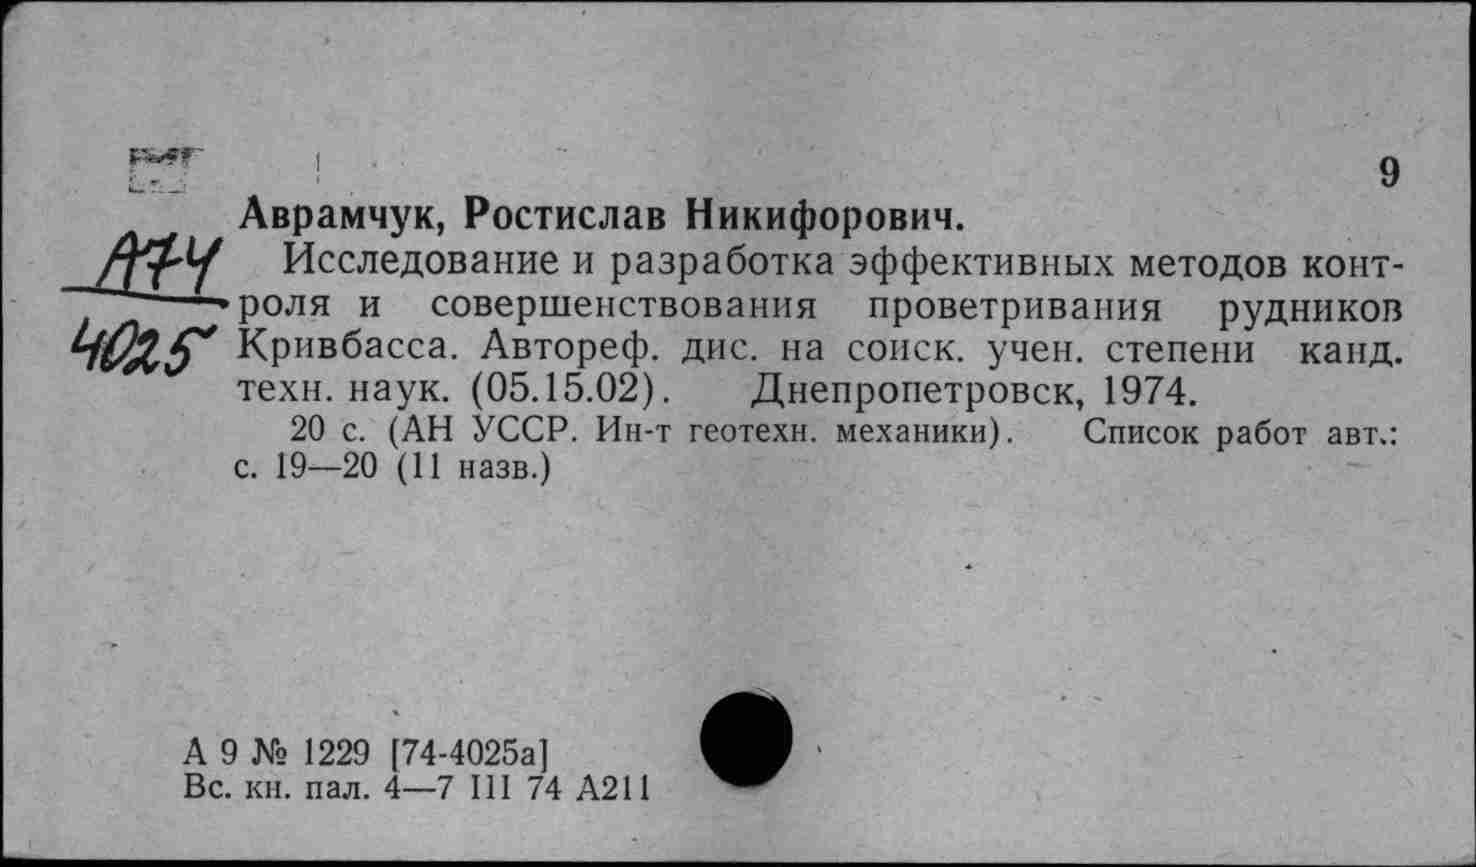 9
Аврамчук, Ростислав Никифорович.
А74 Исследование и разработка эффективных методов конт-
роля и совершенствования проветривания рудников
4025 Кривбасса. Автореф. дис. на соиск. учен. степени канд.
техн. наук. (05.15.02). Днепропетровск, 1974.
20 с. (АН УССР. Ин-т геотехн. механики). Список работ авт.:
с. 19—20 (11 назв.)
А 9 № 1229 [74-4025а]
Вс. кн. пал. 4—7 III 74 А211